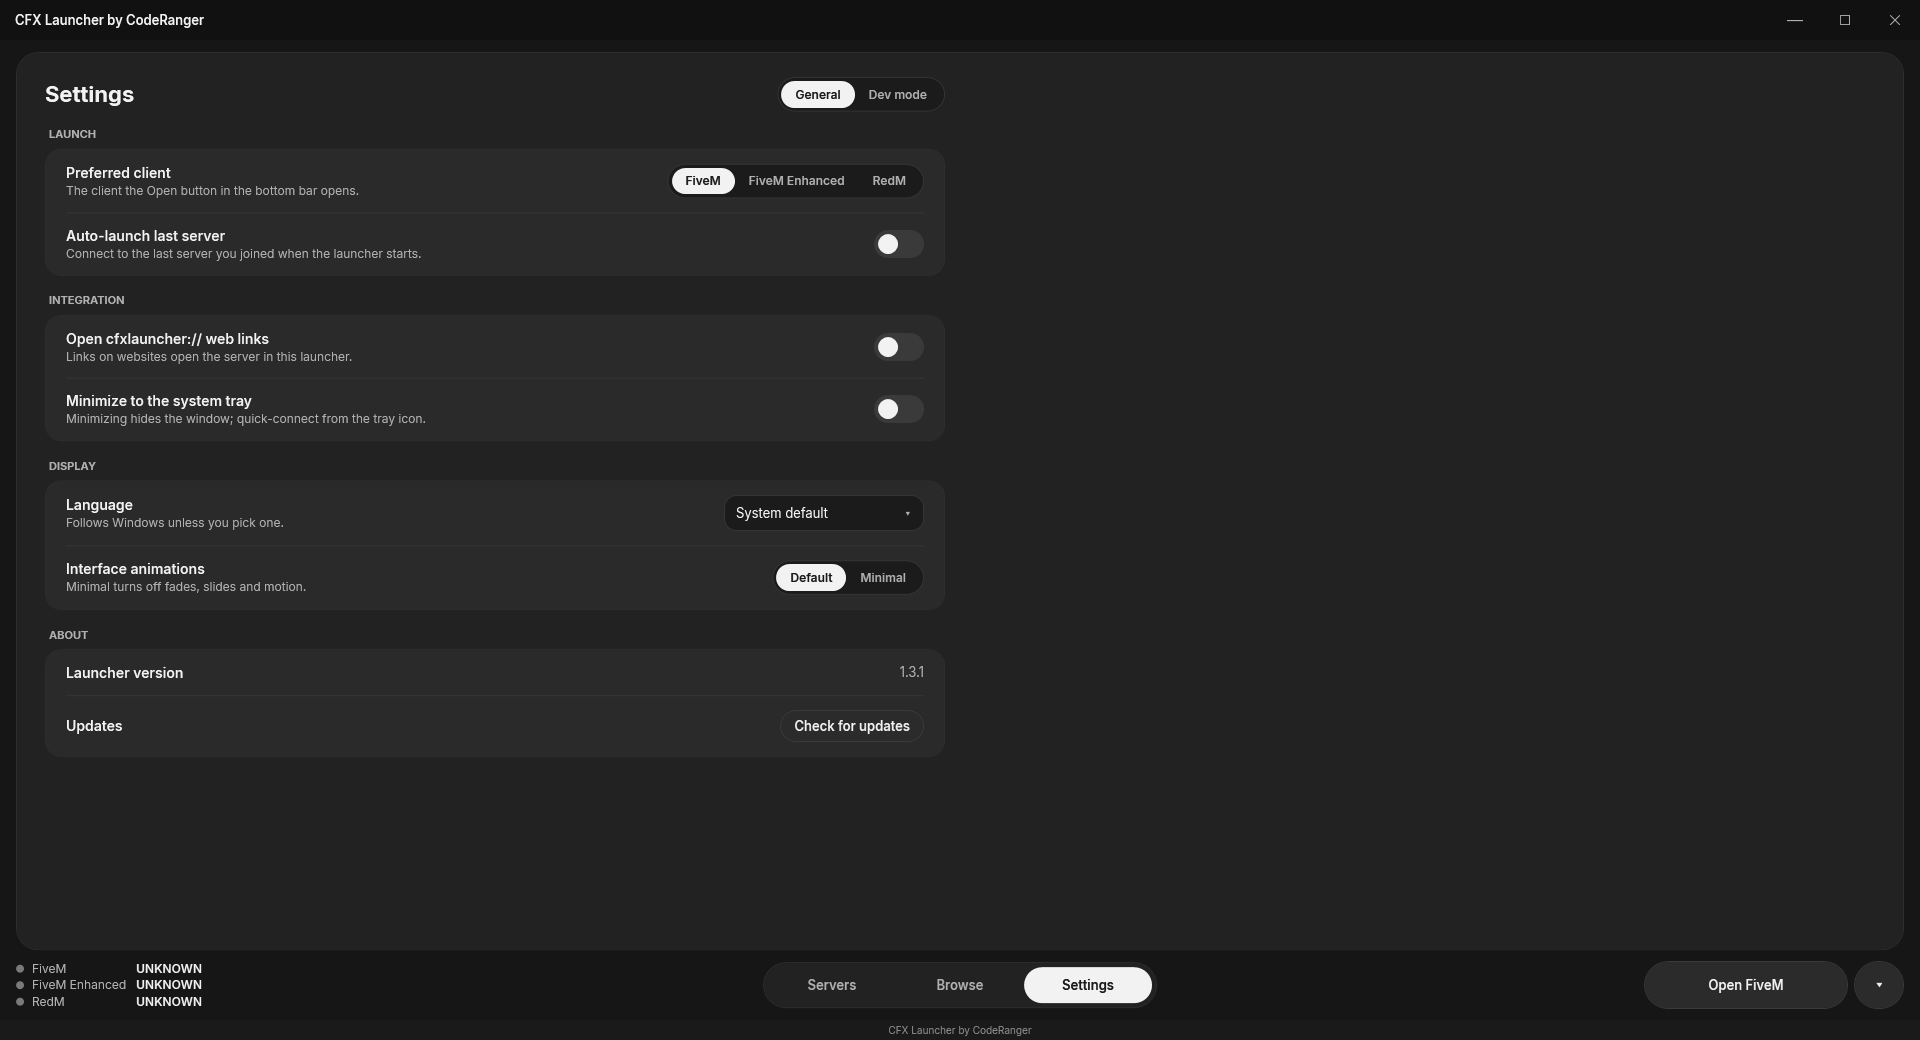 CFX Launcher by CodeRanger
Settings
General
Dev mode
LAUNCH
Preferred client
The client the Open button in the bottom bar opens.
FiveM
FiveM Enhanced
RedM
Auto-launch last server
Connect to the last server you joined when the launcher starts.
INTEGRATION
Open cfxlauncher:// web links
Links on websites open the server in this launcher.
Minimize to the system tray
Minimizing hides the window; quick-connect from the tray icon.
DISPLAY
Language
Follows Windows unless you pick one.
System default
Interface animations
Minimal turns off fades, slides and motion.
Default
Minimal
ABOUT
Launcher version
1.3.1
Updates
Check for updates
FiveM UNKNOWN
FiveM Enhanced UNKNOWN
RedM UNKNOWN
Servers
Browse
Settings
Open FiveM
CFX Launcher by CodeRanger